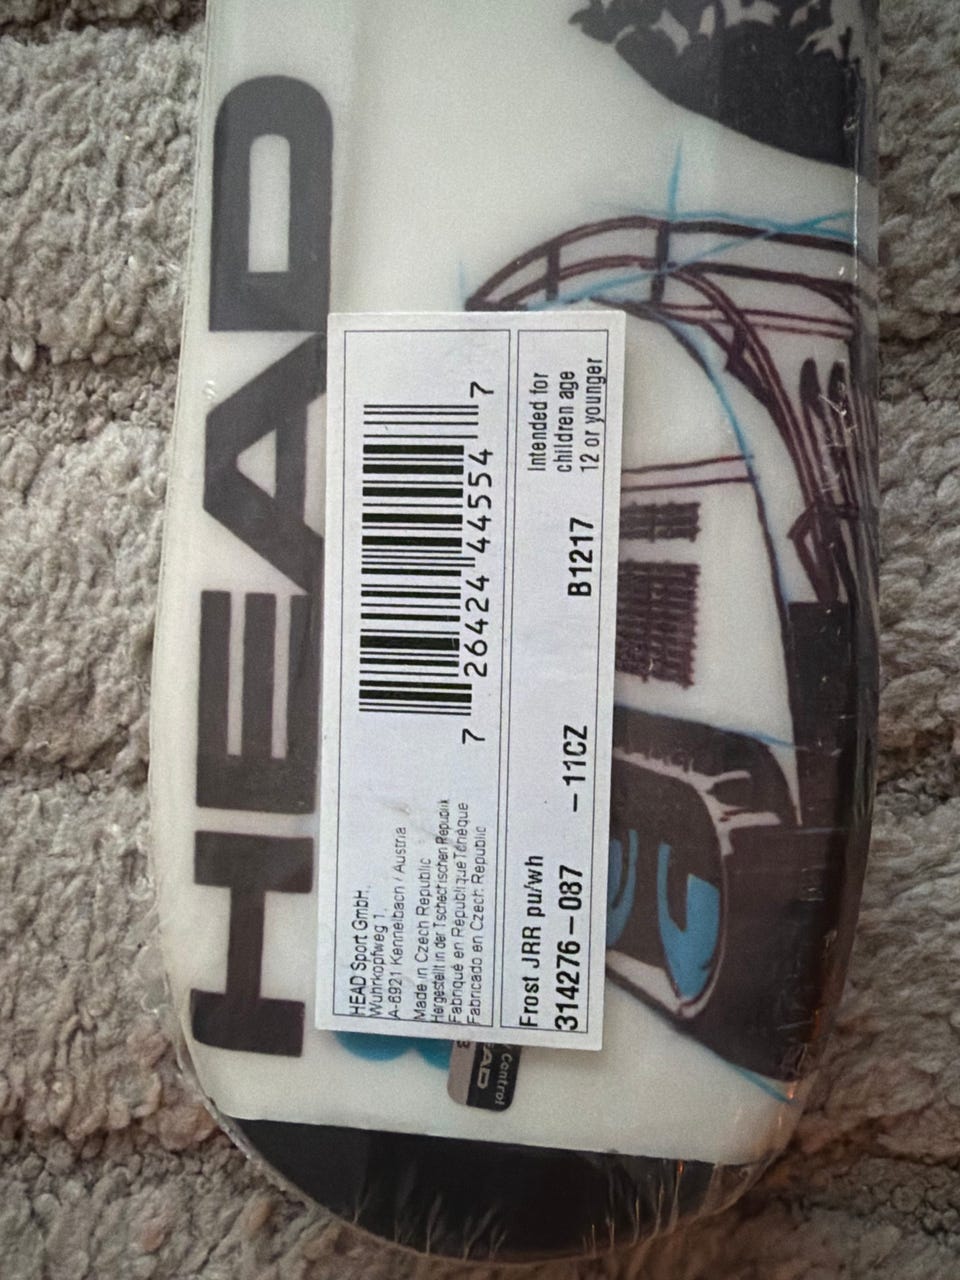 HEAD
HEAD Sport GmbH.
Wuhrkopfweg 1,
A-6921 Kennelbach / Austria
Made in Czech Republic
Hergestellt in der Tschechischen Republik
Fabriqué en République Tchèque
Fabricado en Czech. Republic
7 26424 44554 7
Frost JRR pu/wh
314276-087 -11CZ B1217
Intended for
children age
12 or younger
Control